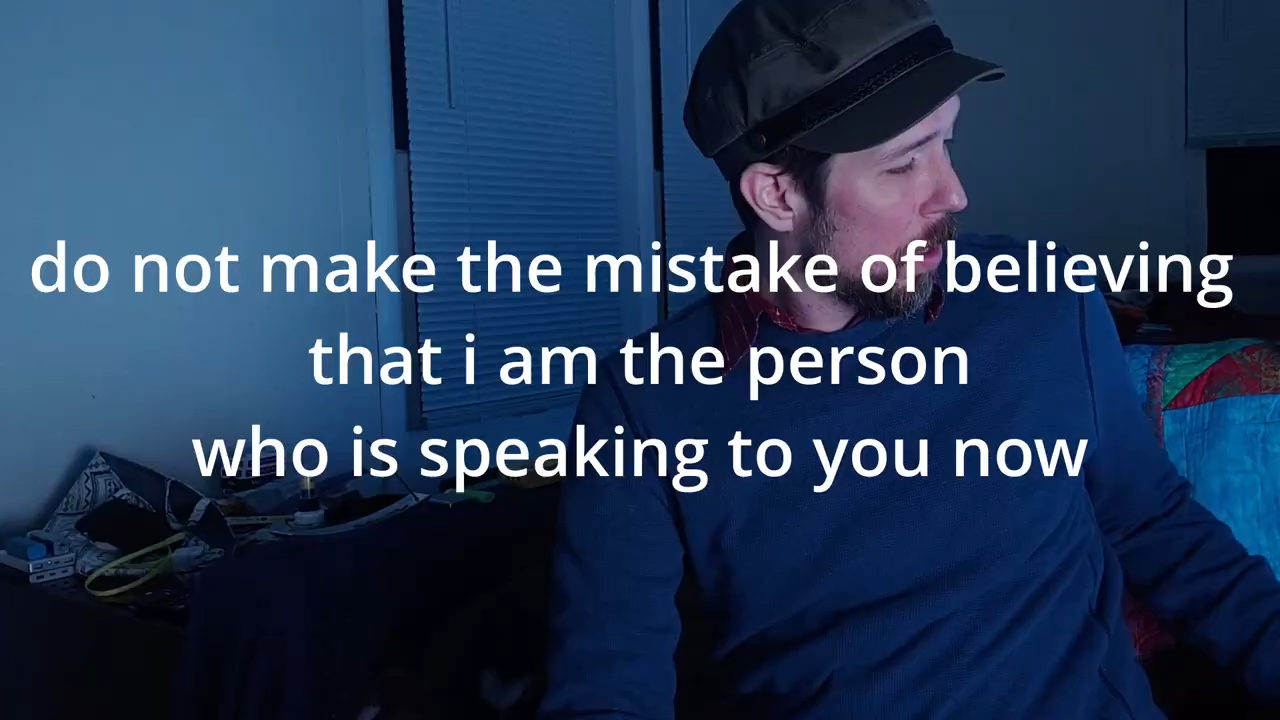 do not make the mistake of believing
that i am the person
who is speaking to you now